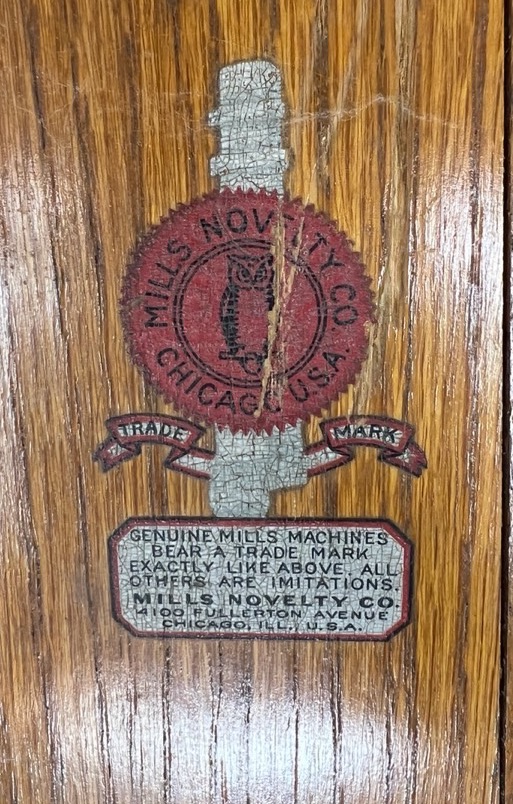 MILLS NOVELTY CO.
CHICAGO U.S.A.
TRADE MARK
GENUINE MILLS MACHINES
BEAR A TRADE MARK
EXACTLY LIKE ABOVE, ALL
OTHERS ARE IMITATIONS.
MILLS NOVELTY CO.
4100 FULLERTON AVENUE
CHICAGO, ILL., U.S.A.